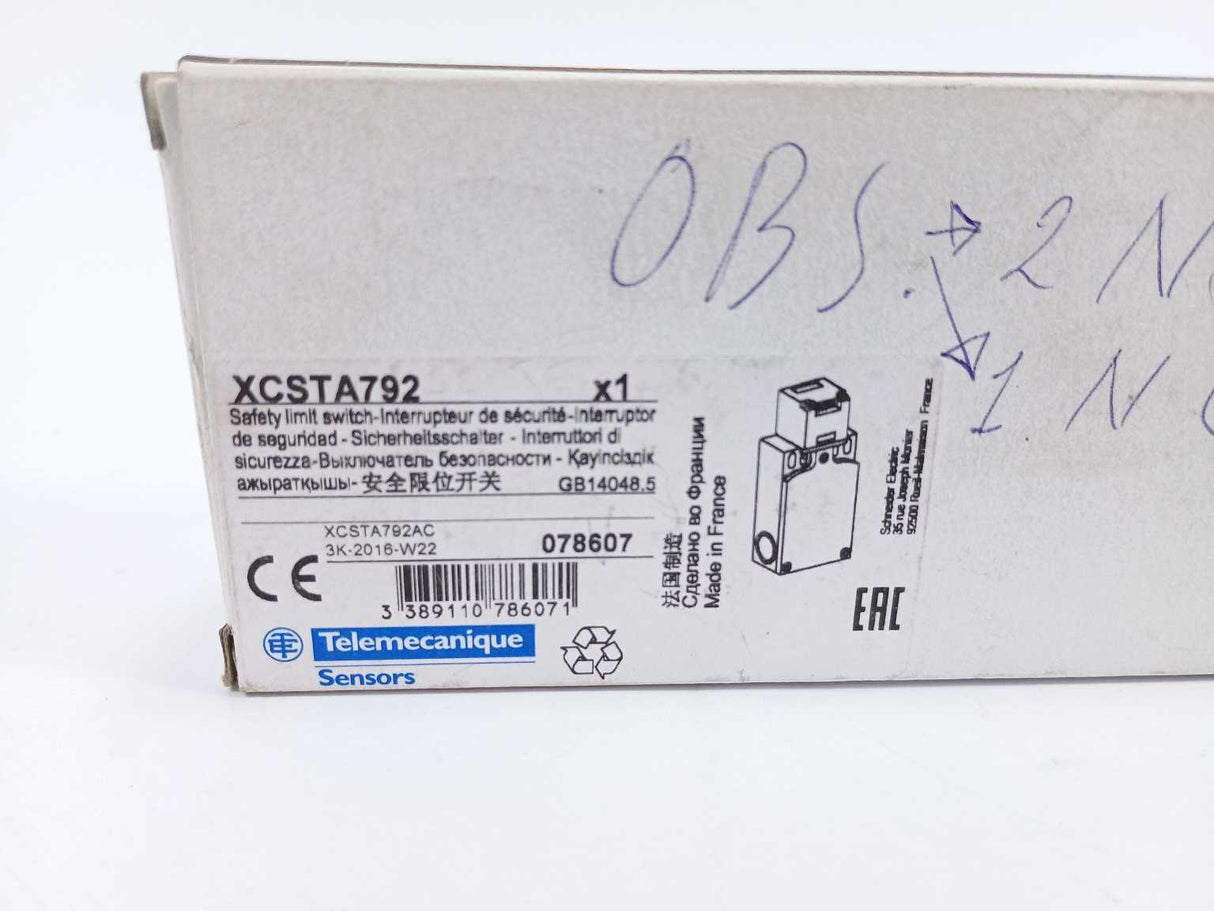 OBS. → 2 N
→ 1 N
XCSTA792 x1
Safety limit switch-Interrupteur de sécurité-Interruptor
de seguridad - Sicherheitsschalter - Interruttori di
sicurezza-Выключатель безопасности - Қауіпсіздік
ажыратқышы-安全限位开关 GB14048.5
XCSTA792AC
3K-2016-W22 078607
CE
3 389110 786071
Telemecanique
Sensors
法国制造
Сделано во Франции
Made in France
Schneider Electric
35 rue Joseph Monier
92500 Rueil-Malmaison France
EAC